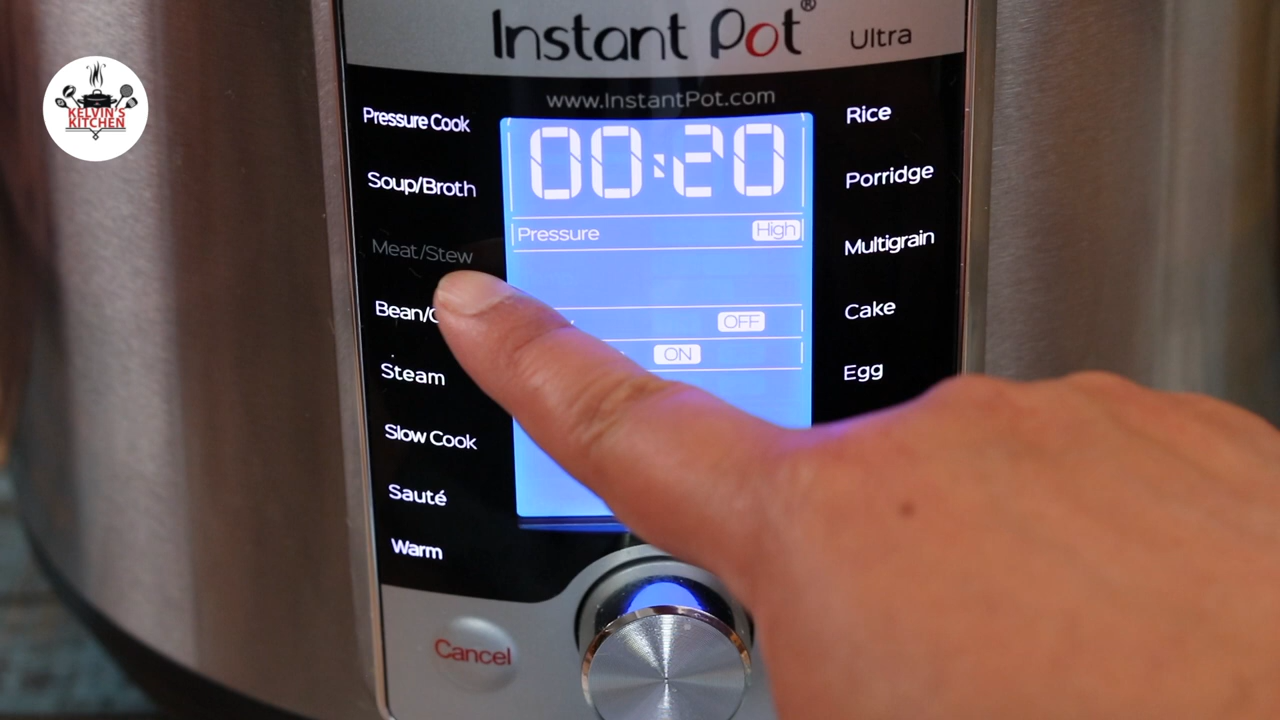 KELVIN'S
KITCHEN
Instant Pot®
Ultra
www.InstantPot.com
Pressure Cook
Soup/Broth
Meat/Stew
Steam
Slow Cook
Sauté
Warm
00:20
Pressure High
OFF
ON
Rice
Porridge
Multigrain
Cake
Egg
Cancel